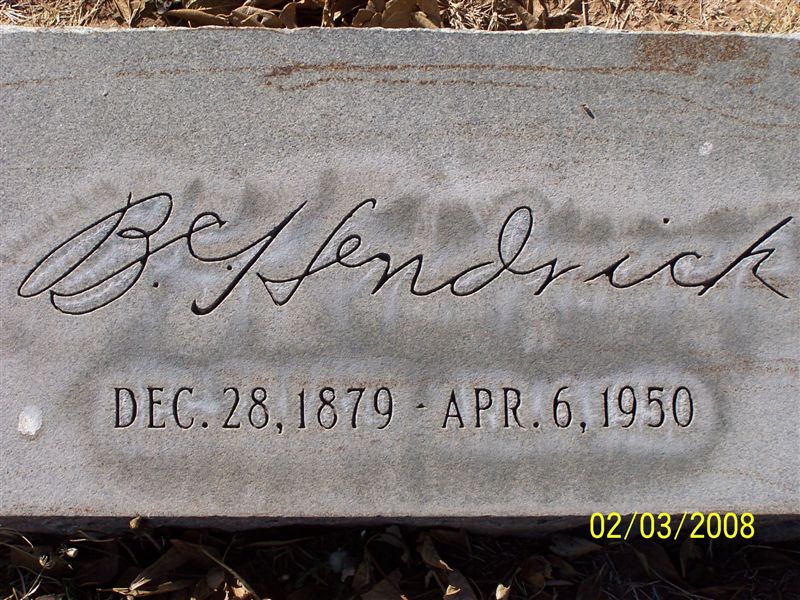 B.C. Hendrick
DEC. 28, 1879 - APR. 6, 1950
02/03/2008